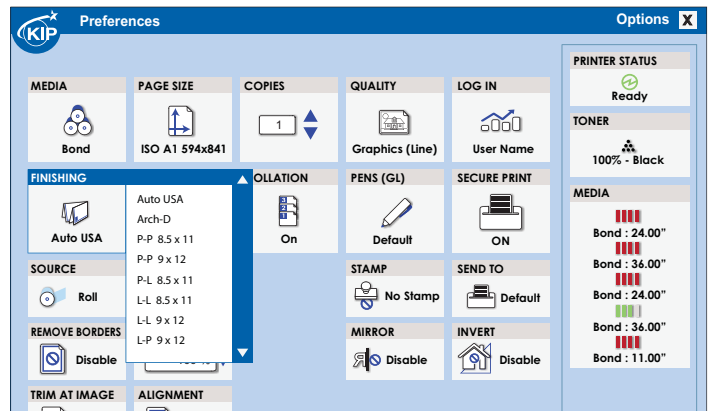 KIP
Preferences
Options X
MEDIA
Bond
PAGE SIZE
ISO A1 594x841
COPIES
1
QUALITY
Graphics (Line)
LOG IN
User Name
FINISHING
Auto USA
Auto USA
Arch-D
P-P 8.5 x 11
P-P 9 x 12
P-L 8.5 x 11
L-L 8.5 x 11
L-L 9 x 12
L-P 9 x 12
OLLATION
3
2
1
On
PENS (GL)
Default
SECURE PRINT
ON
SOURCE
Roll
STAMP
No Stamp
SEND TO
Default
REMOVE BORDERS
Disable
MIRROR
Disable
INVERT
Disable
TRIM AT IMAGE
ALIGNMENT
PRINTER STATUS
Ready
TONER
100% - Black
MEDIA
Bond : 24.00”
Bond : 36.00”
Bond : 24.00”
Bond : 36.00”
Bond : 11.00”